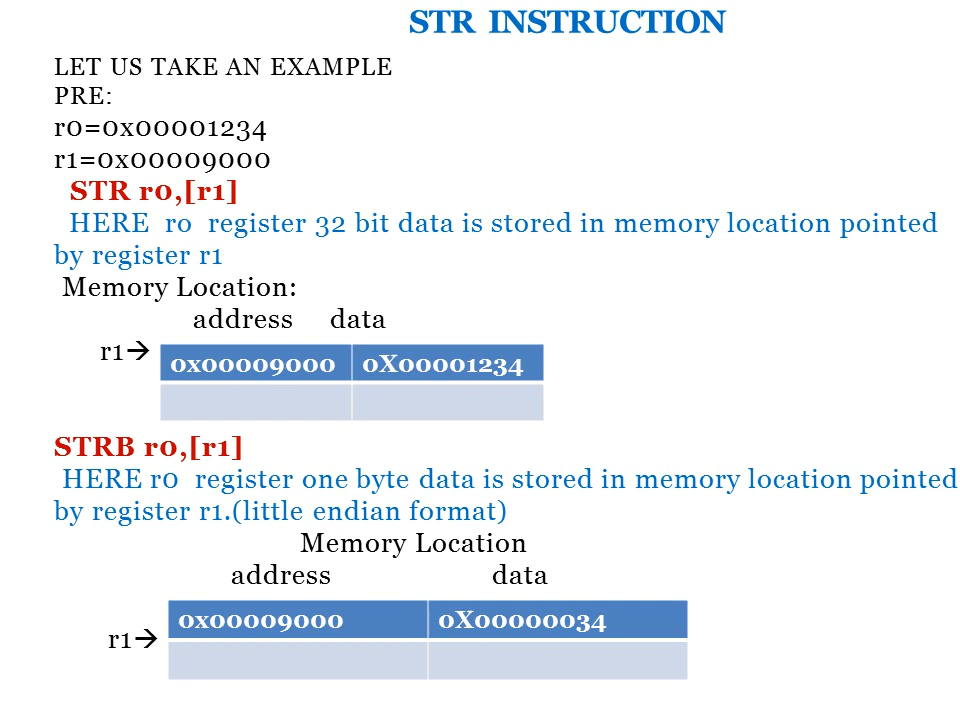 STR INSTRUCTION
LET US TAKE AN EXAMPLE
PRE:
r0=0x00001234
r1=0x00009000
STR r0,[r1]
HERE ro register 32 bit data is stored in memory location pointed
by register r1
Memory Location:
address data
r1→
0x00009000 0X00001234
STRB r0,[r1]
HERE r0 register one byte data is stored in memory location pointed
by register r1.(little endian format)
Memory Location
address data
0x00009000 0X00000034
r1→